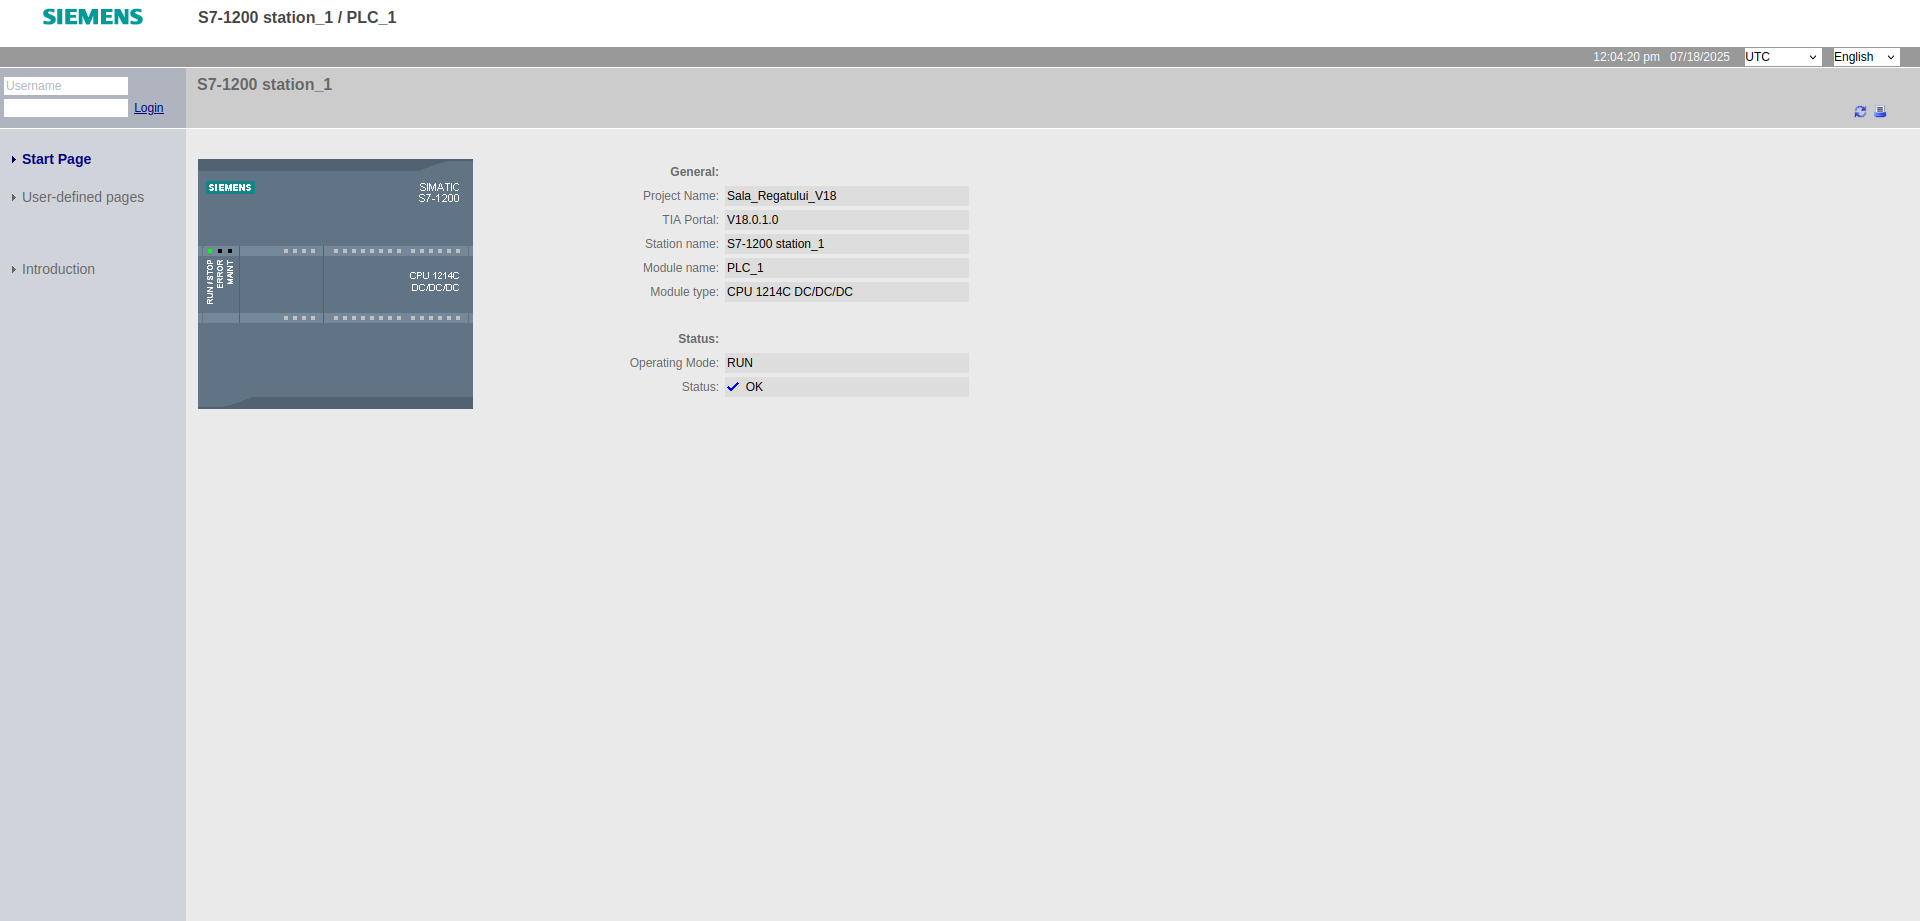 SIEMENS
S7-1200 station_1 / PLC_1
12:04:20 pm 07/18/2025 UTC English
Username
Login
S7-1200 station_1
Start Page
User-defined pages
Introduction
SIEMENS
SIMATIC
S7-1200
RUN / STOP
ERROR
MAINT
CPU 1214C
DC/DC/DC
General:
Project Name: Sala_Regatului_V18
TIA Portal: V18.0.1.0
Station name: S7-1200 station_1
Module name: PLC_1
Module type: CPU 1214C DC/DC/DC
Status:
Operating Mode: RUN
Status: OK